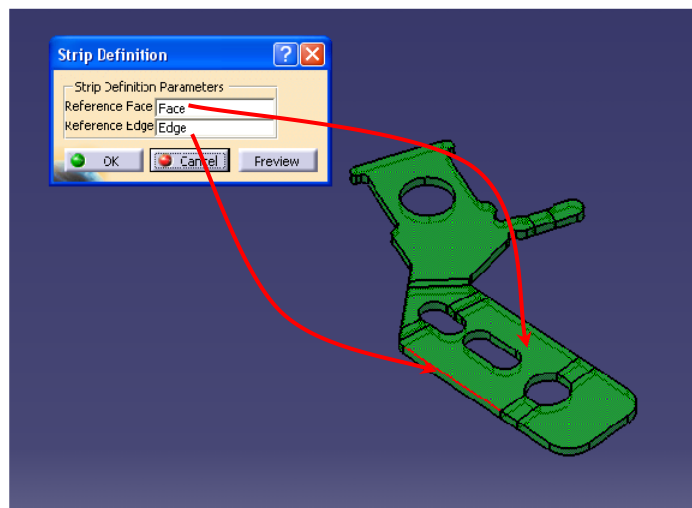 Strip Definition
Strip Definition Parameters
Reference Face Face
Reference Edge Edge
OK
Cancel
Preview